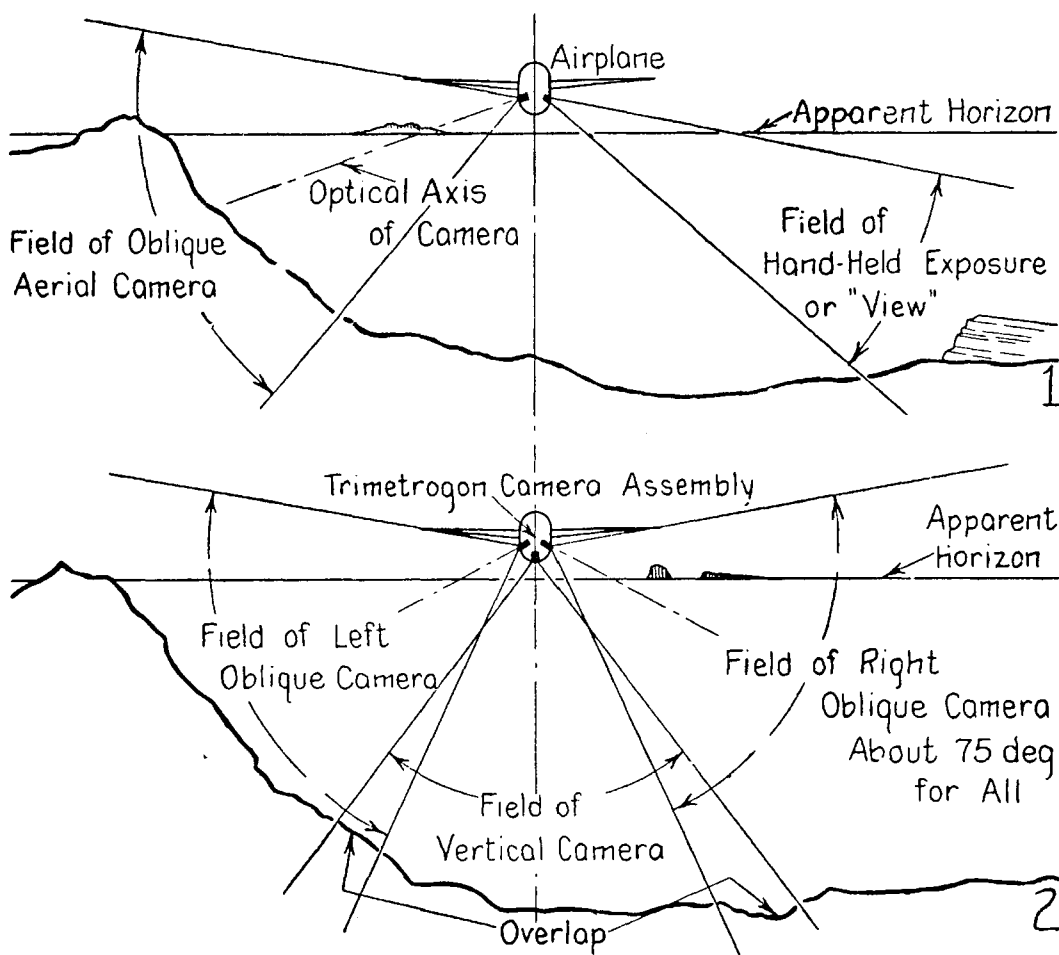 Airplane
Apparent Horizon
Optical Axis
of Camera
Field of Oblique
Aerial Camera
Field of
Hand-Held Exposure
or "View"
1
Trimetrogon Camera Assembly
Apparent
Horizon
Field of Left
Oblique Camera
Field of Right
Oblique Camera
About 75 deg
for All
Field of
Vertical Camera
Overlap
2